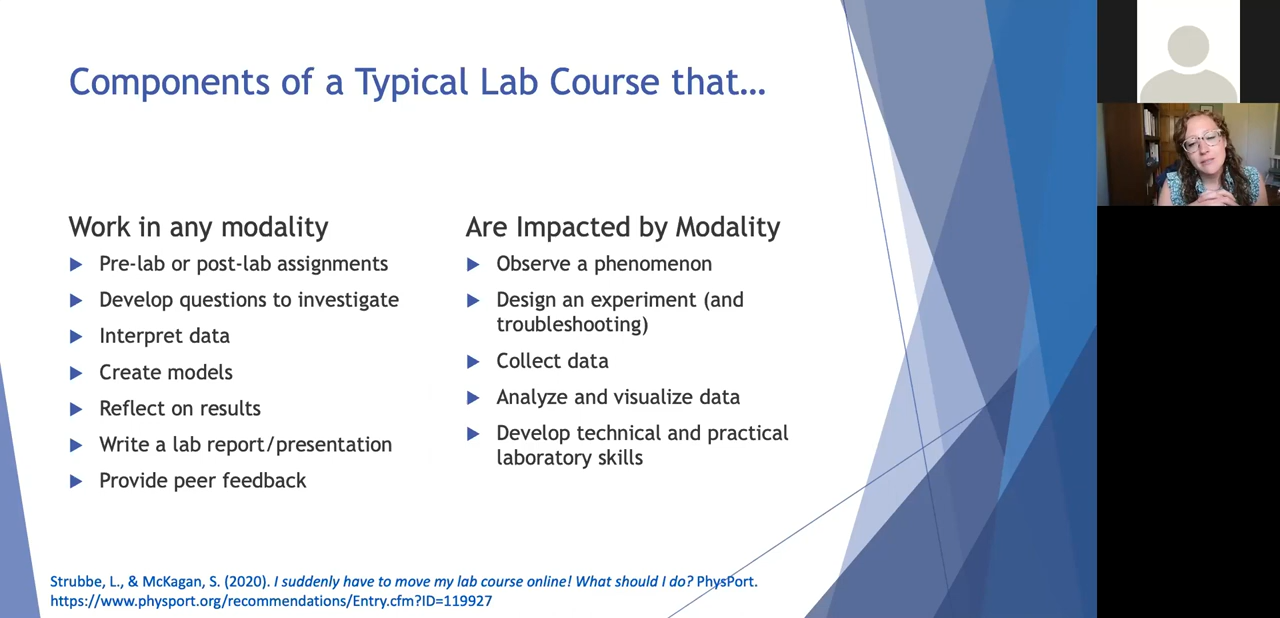 Components of a Typical Lab Course that…
Work in any modality
Pre-lab or post-lab assignments
Develop questions to investigate
Interpret data
Create models
Reflect on results
Write a lab report/presentation
Provide peer feedback
Are Impacted by Modality
Observe a phenomenon
Design an experiment (and
troubleshooting)
Collect data
Analyze and visualize data
Develop technical and practical
laboratory skills
Strubbe, L., & McKagan, S. (2020). I suddenly have to move my lab course online! What should I do? PhysPort.
https://www.physport.org/recommendations/Entry.cfm?ID=119927